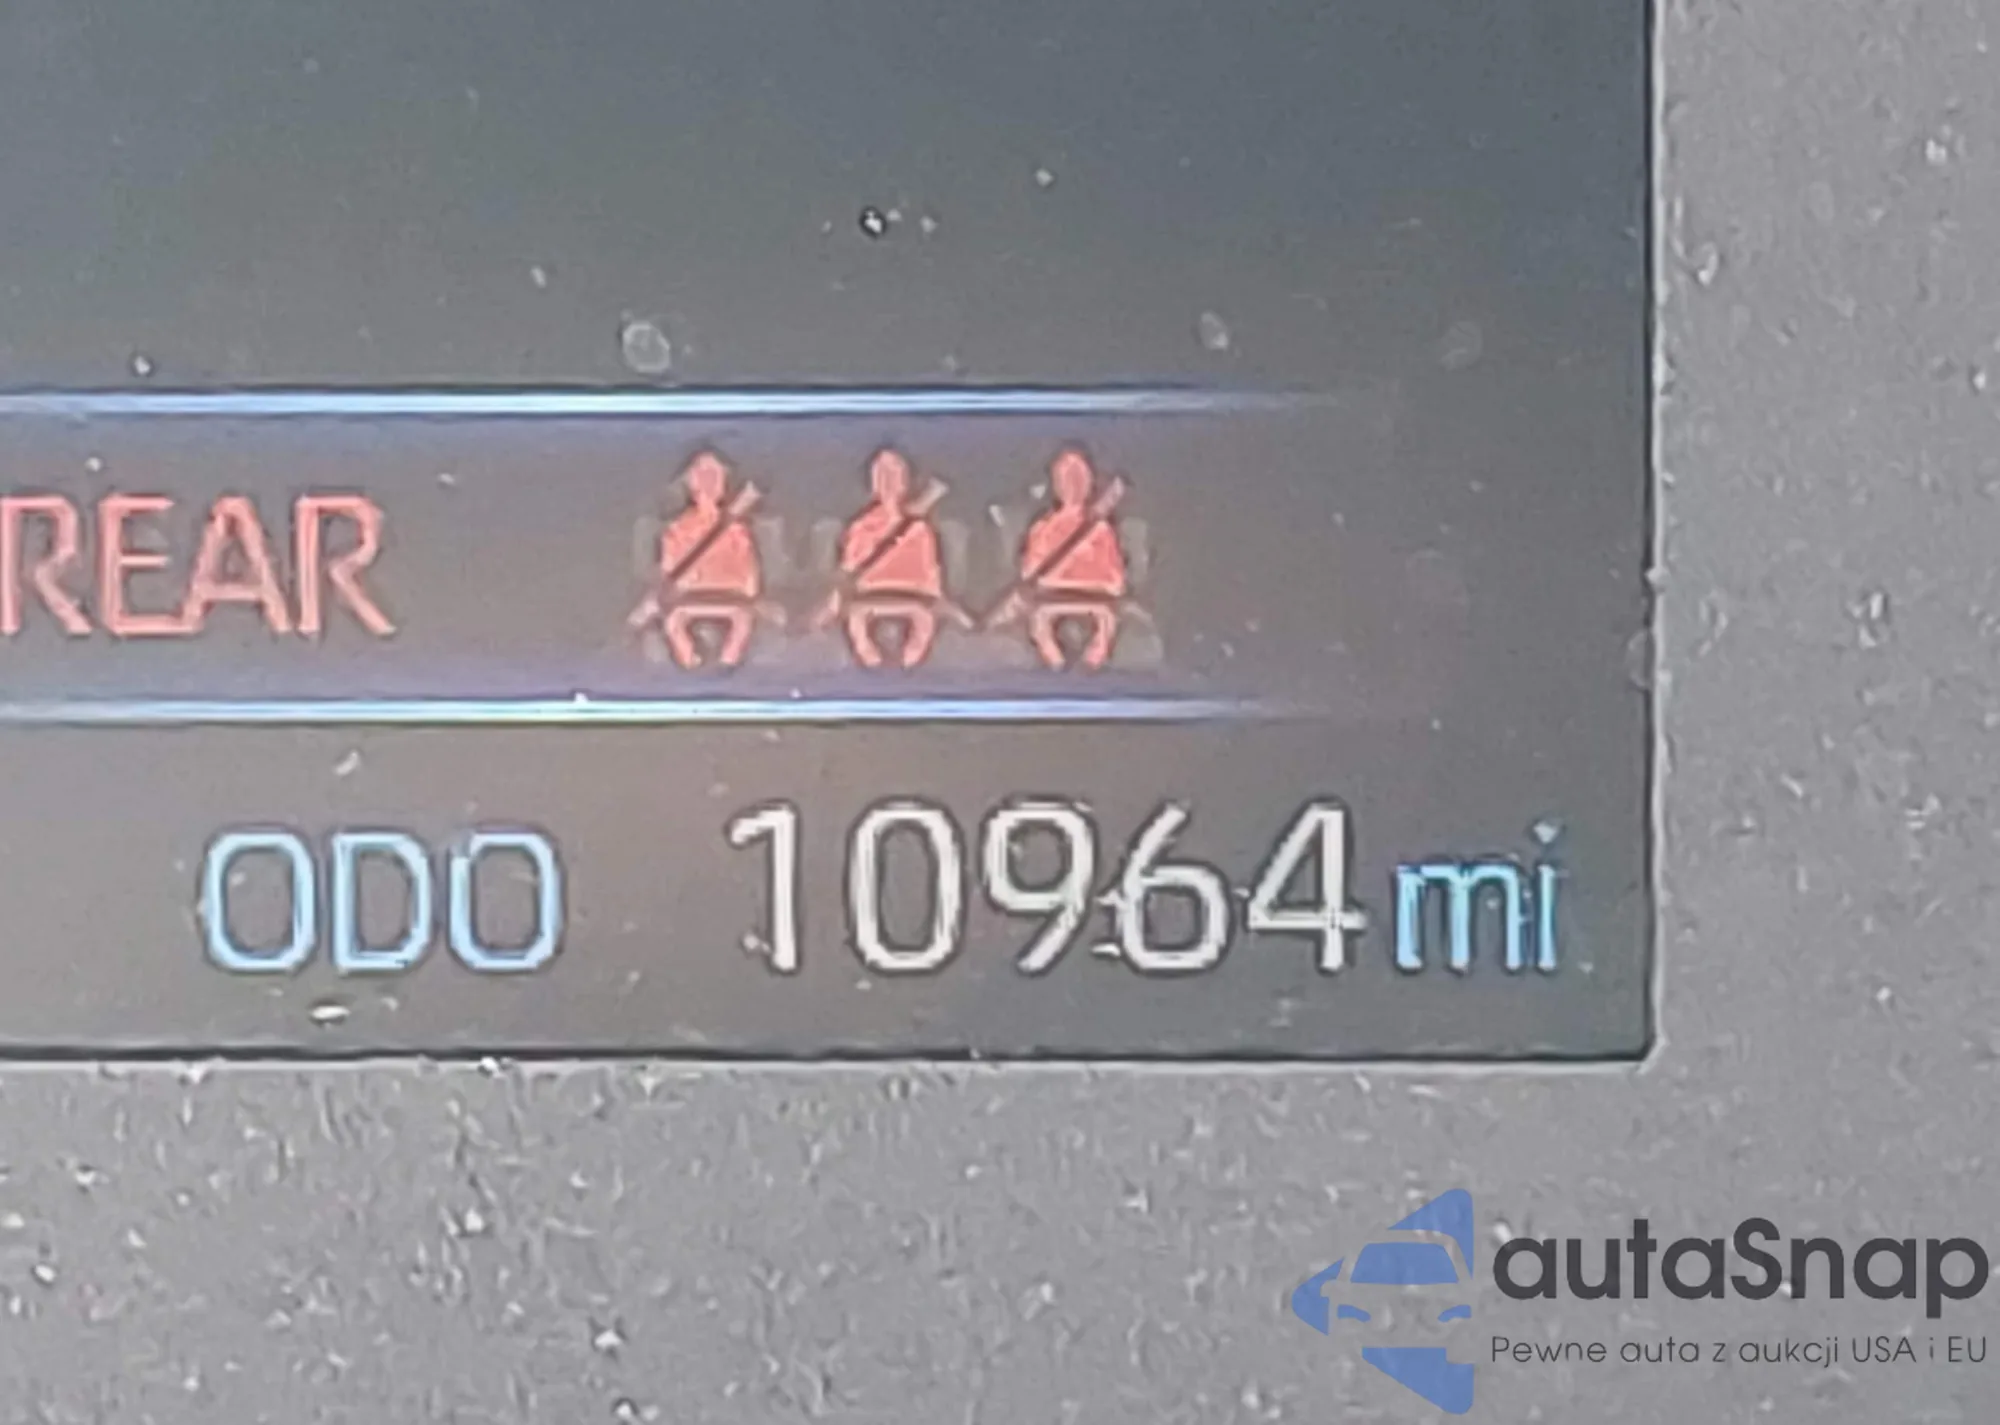 REAR
ODO 10964 mi
autaSnap
Pewne auta z aukcji USA i EU